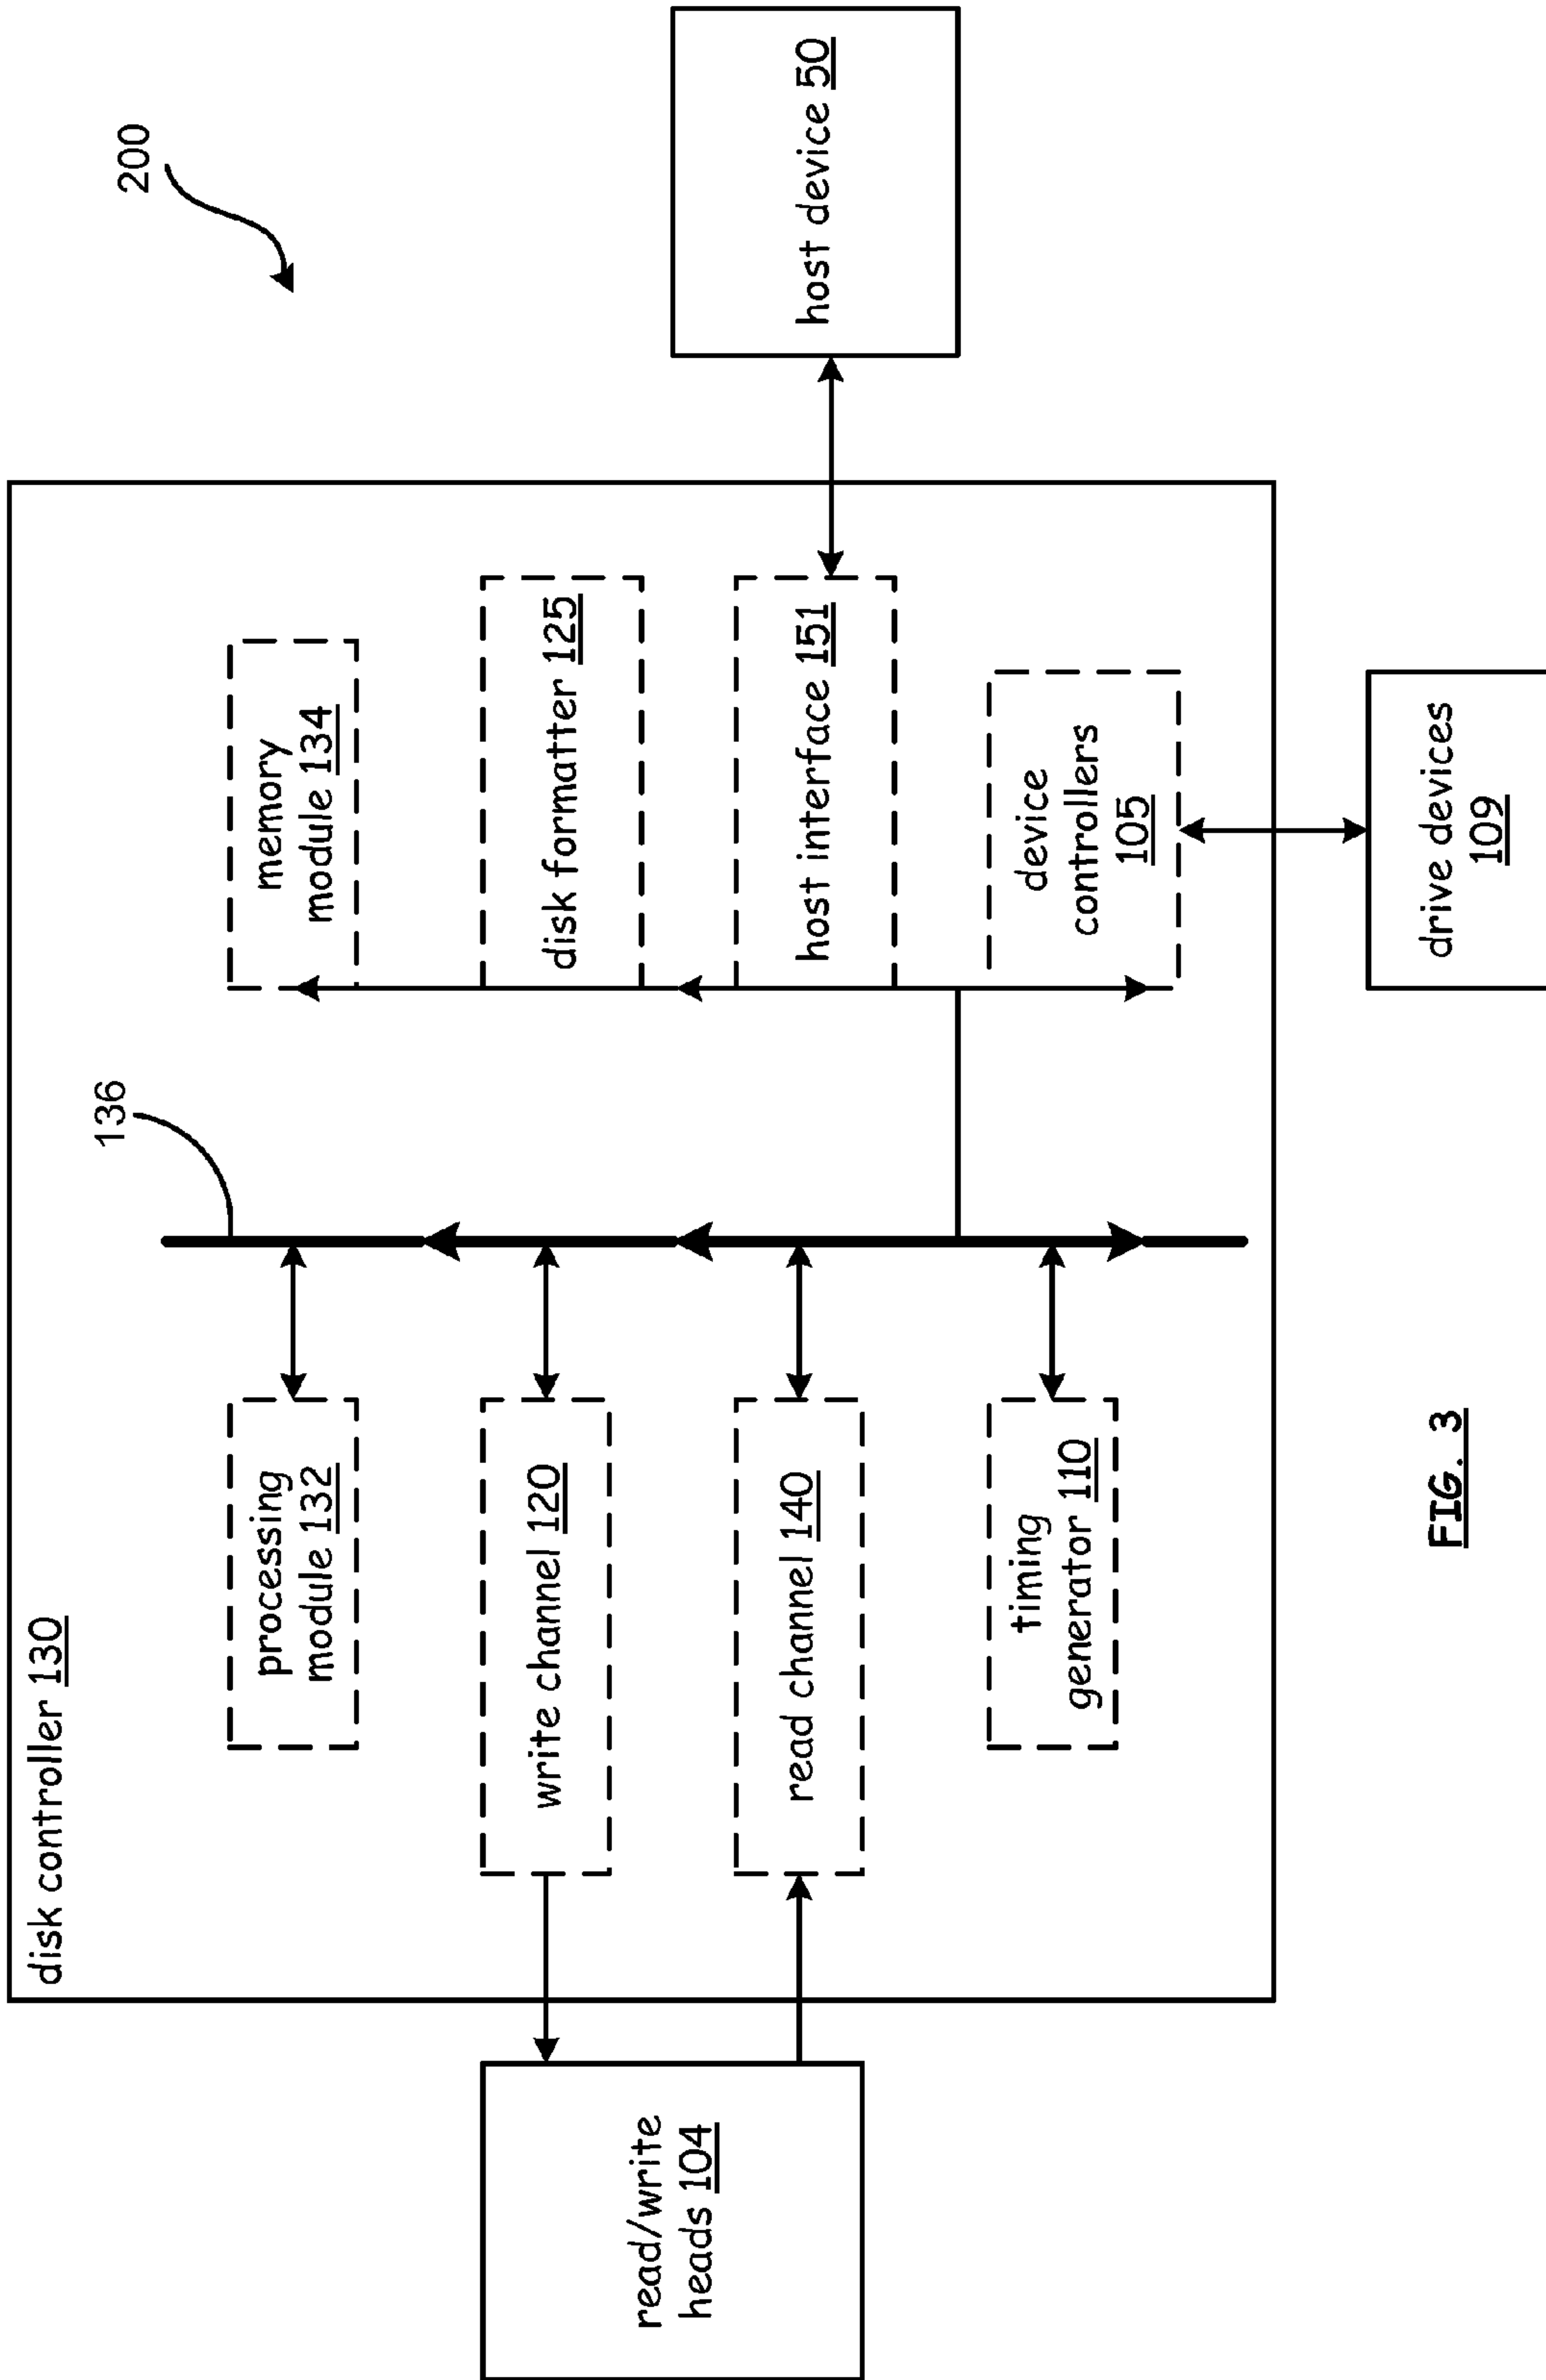 200
136
disk controller 130
processing
module 132
memory
module 134
write channel 120
disk formatter 125
read/write
heads 104
read channel 140
host interface 151
host device 50
timing
generator 110
device
controllers
105
drive devices
109
FIG. 3